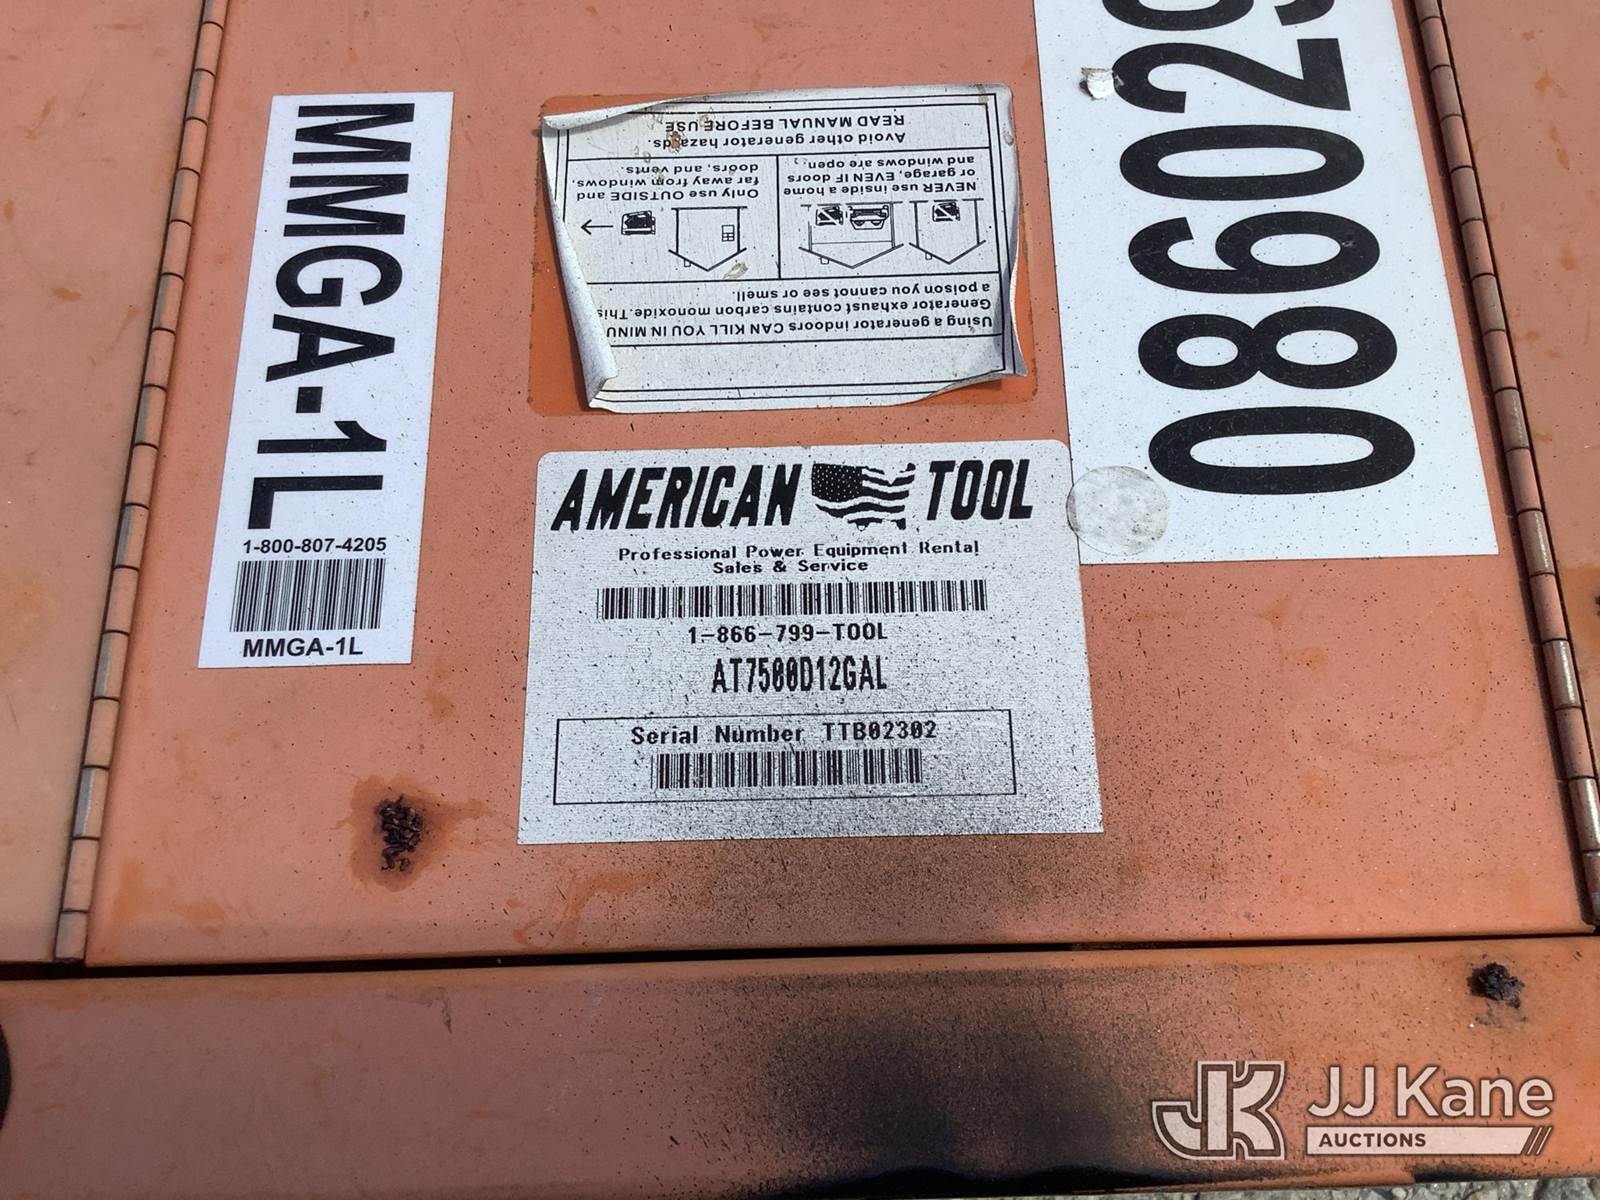 MMGA-1L
1-800-807-4205
MMGA-1L
Using a generator indoors CAN KILL YOU IN
Generator exhaust contains carbon monoxide. This
a poison you cannot see or smell.
NEVER use inside a home
or garage, EVEN IF doors
and windows are open.
Only use OUTSIDE and
far away from windows,
doors, and vents.
Avoid other generator hazards.
READ MANUAL BEFORE USE
AMERICAN TOOL
Professional Power Equipment Rental
Sales & Service
1-866-799-TOOL
AT7500D12GAL
Serial Number TTB02302
08602
JJ Kane
AUCTIONS